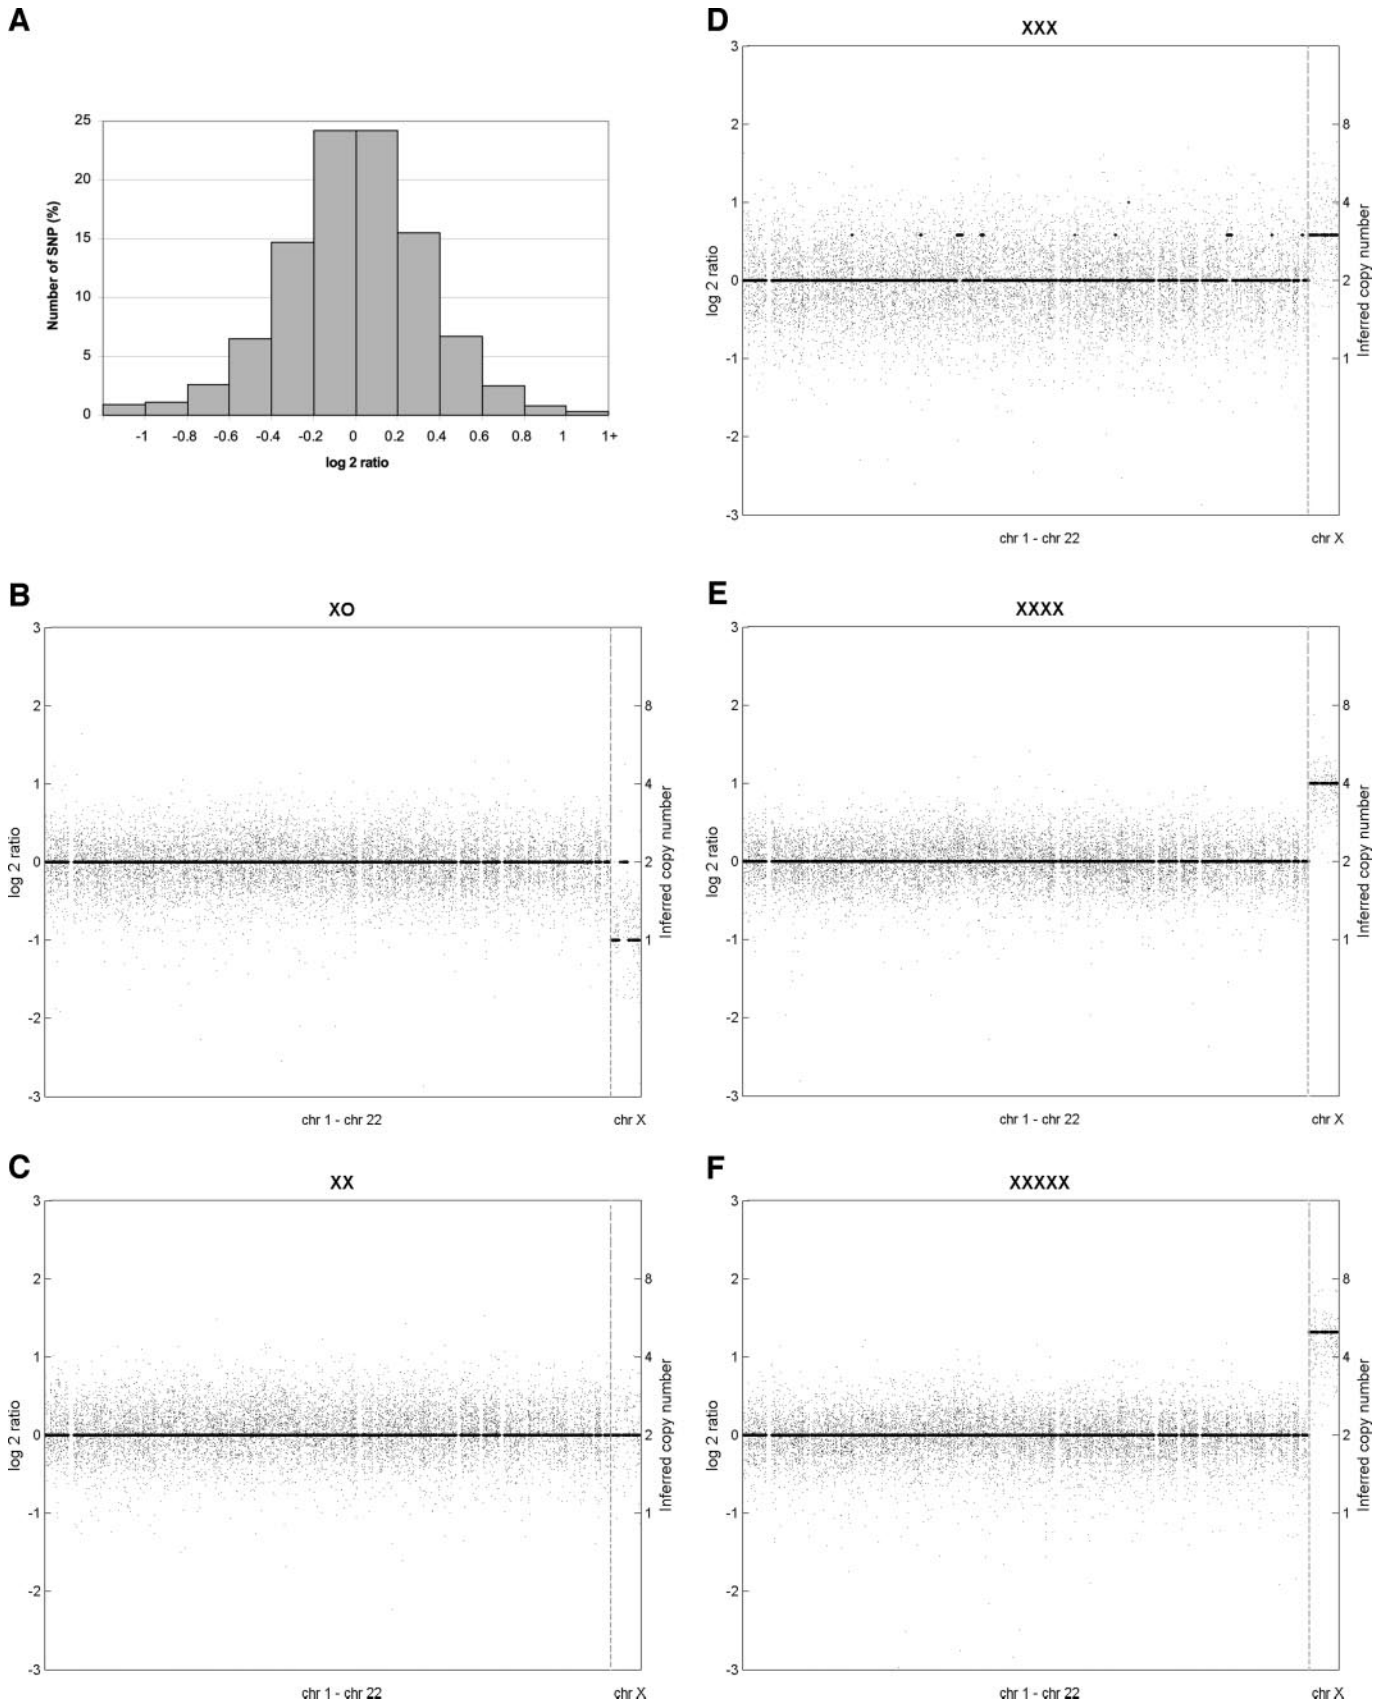 A
25
20
15
10
5
0
Number of SNP (%)
-1 -0.8 -0.6 -0.4 -0.2 0 0.2 0.4 0.6 0.8 1 1+
log 2 ratio
B
XO
3
2
1
0
-1
-2
-3
log 2 ratio
8
4
2
1
Inferred copy number
chr 1 - chr 22 chr X
C
XX
3
2
1
0
-1
-2
-3
log 2 ratio
8
4
2
1
Inferred copy number
chr 1 - chr 22 chr X
D
XXX
3
2
1
0
-1
-2
-3
log 2 ratio
8
4
2
1
Inferred copy number
chr 1 - chr 22 chr X
E
XXXX
3
2
1
0
-1
-2
-3
log 2 ratio
8
4
2
1
Inferred copy number
chr 1 - chr 22 chr X
F
XXXXX
3
2
1
0
-1
-2
-3
log 2 ratio
8
4
2
1
Inferred copy number
chr 1 - chr 22 chr X